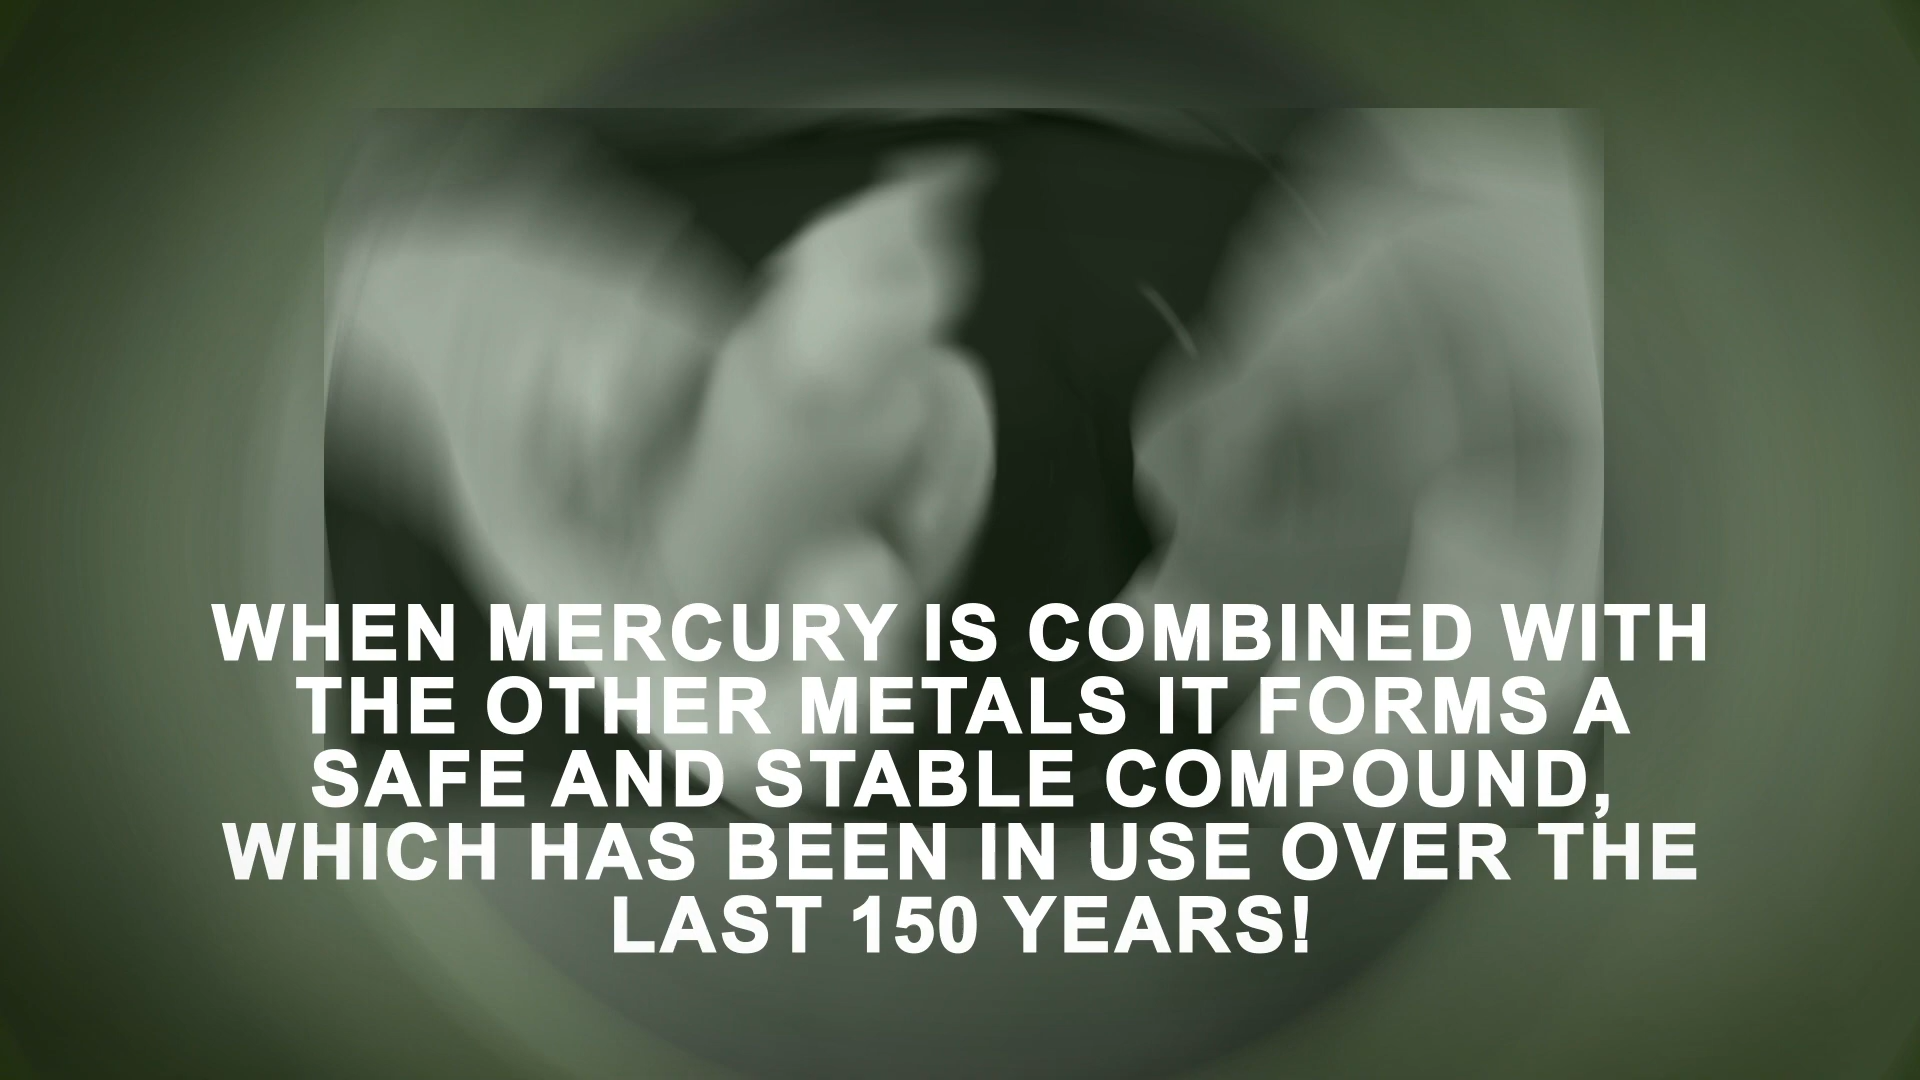 WHEN MERCURY IS COMBINED WITH
THE OTHER METALS IT FORMS A
SAFE AND STABLE COMPOUND,
WHICH HAS BEEN IN USE OVER THE
LAST 150 YEARS!